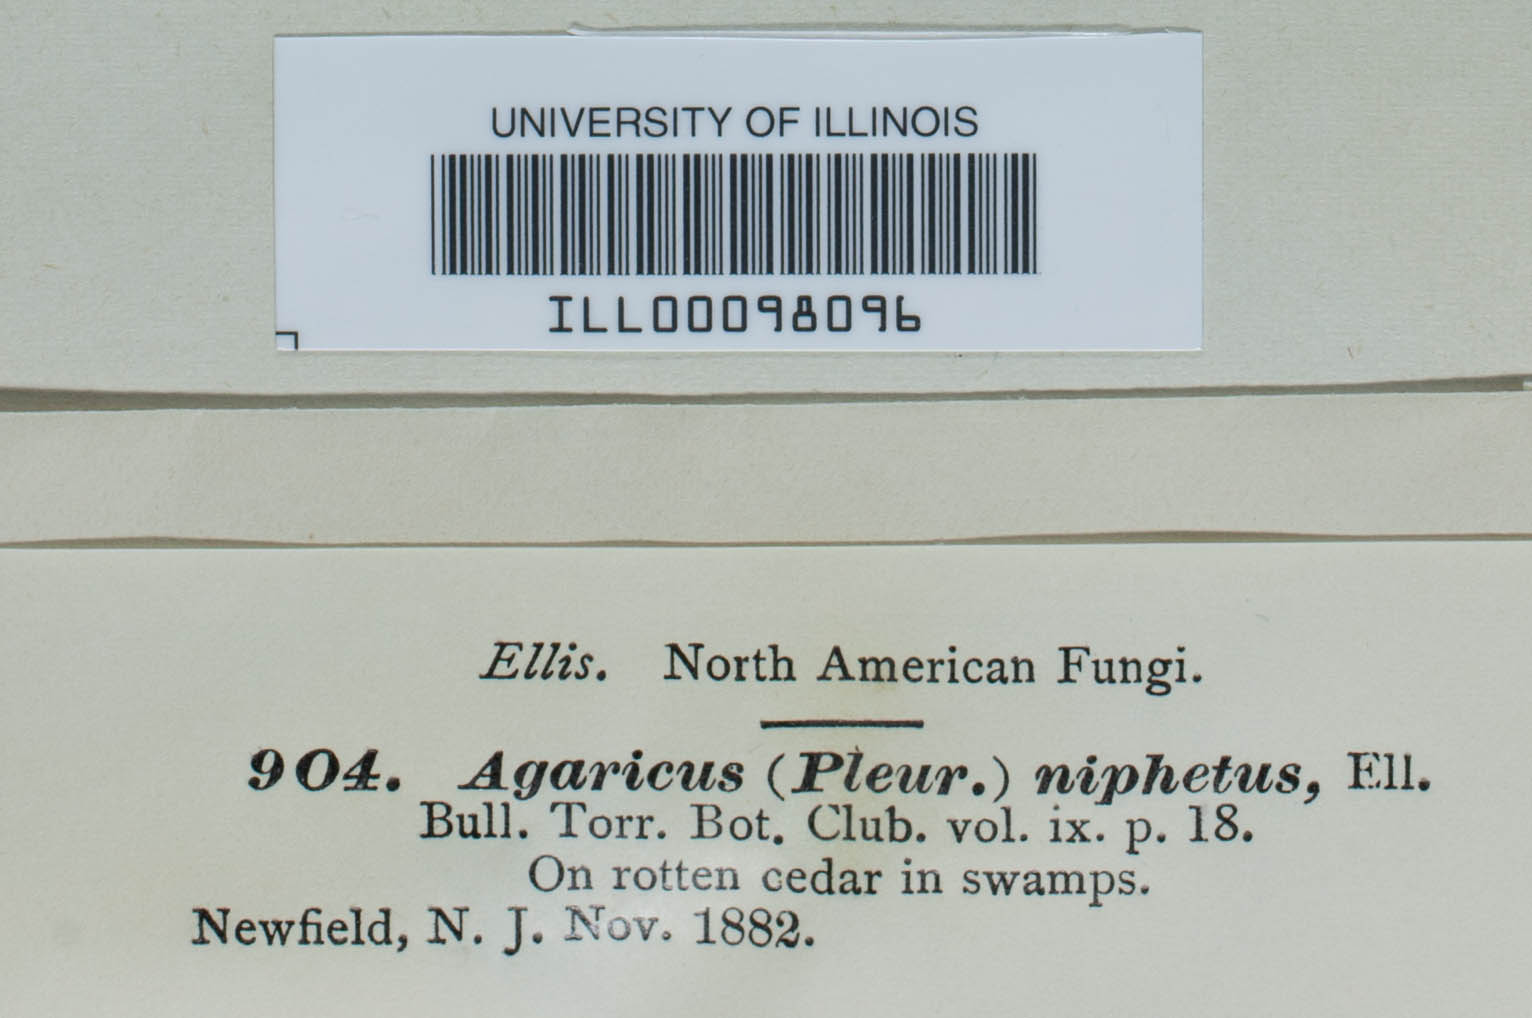 UNIVERSITY OF ILLINOIS
ILL00098096
Ellis. North American Fungi.
904. Agaricus (Pleur.) niphetus, Ell.
Bull. Torr. Bot. Club. vol. ix. p. 18.
On rotten cedar in swamps.
Newfield, N. J. Nov. 1882.